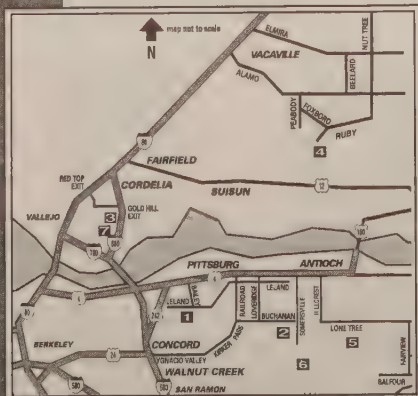 map not to scale
N
ELMIRA
NUT TREE
VACAVILLE
ALAMO
BEELARD
PEABODY
FOXBORO
RUBY
80
4
FAIRFIELD
RED TOP EXIT
CORDELIA
SUISUN
12
3
GOLD HILL EXIT
VALLEJO
7
680
780
160
PITTSBURG
ANTIOCH
4
4
LELAND
BAILEY
RAILROAD
LOVERIDGE
LELAND
SOMERSVILLE
HILLCREST
80
242
1
BUCHANAN
2
LONE TREE
5
CONCORD
KIRKER PASS
6
FAIRVIEW
BERKELEY
24
YGNACIO VALLEY
BALFOUR
WALNUT CREEK
580
680
SAN RAMON